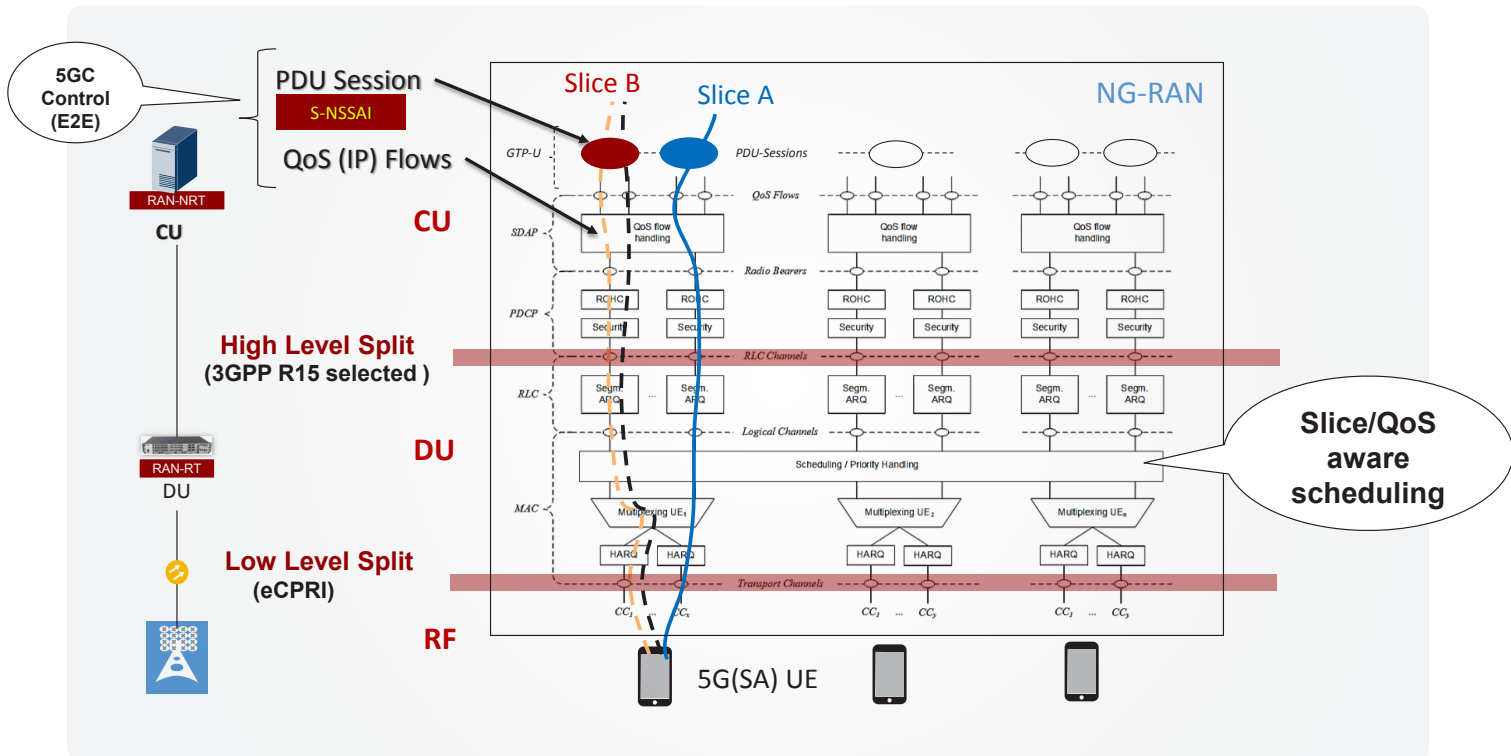 5GC
Control
(E2E)
PDU Session
S-NSSAI
QoS (IP) Flows
RAN-NRT
CU
High Level Split
(3GPP R15 selected )
RAN-RT
DU
Low Level Split
(eCPRI)
CU
DU
RF
Slice B
Slice A
NG-RAN
GTP-U
PDU-Sessions
QoS Flows
SDAP
QoS flow
handling
QoS flow
handling
QoS flow
handling
Radio Bearers
PDCP
ROHC
ROHC
ROHC
ROHC
ROHC
ROHC
Security
Security
Security
Security
Security
Security
RLC Channels
RLC
Segm.
ARQ
...
Segm.
ARQ
Segm.
ARQ
...
Segm.
ARQ
Segm.
ARQ
...
Segm.
ARQ
Logical Channels
Scheduling / Priority Handling
MAC
Multiplexing UE1
Multiplexing UE2
Multiplexing UEn
HARQ
HARQ
HARQ
HARQ
HARQ
HARQ
Transport Channels
CC1 ... CCx
CC1 ... CCy
CC1 ... CCy
5G(SA) UE
Slice/QoS
aware
scheduling